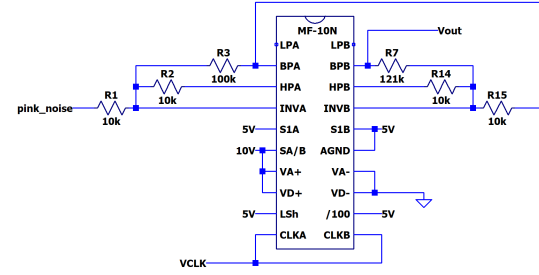 MF-10N
LPA LPB
R3 BPA BPB R7 Vout
100k 121k
R2 HPA HPB R14
10k 10k
pink_noise R1 INVA INVB R15
10k 10k
5V S1A S1B 5V
10V SA/B AGND
VA+ VA-
VD+ VD-
5V LSh /100 5V
CLKA CLKB
VCLK